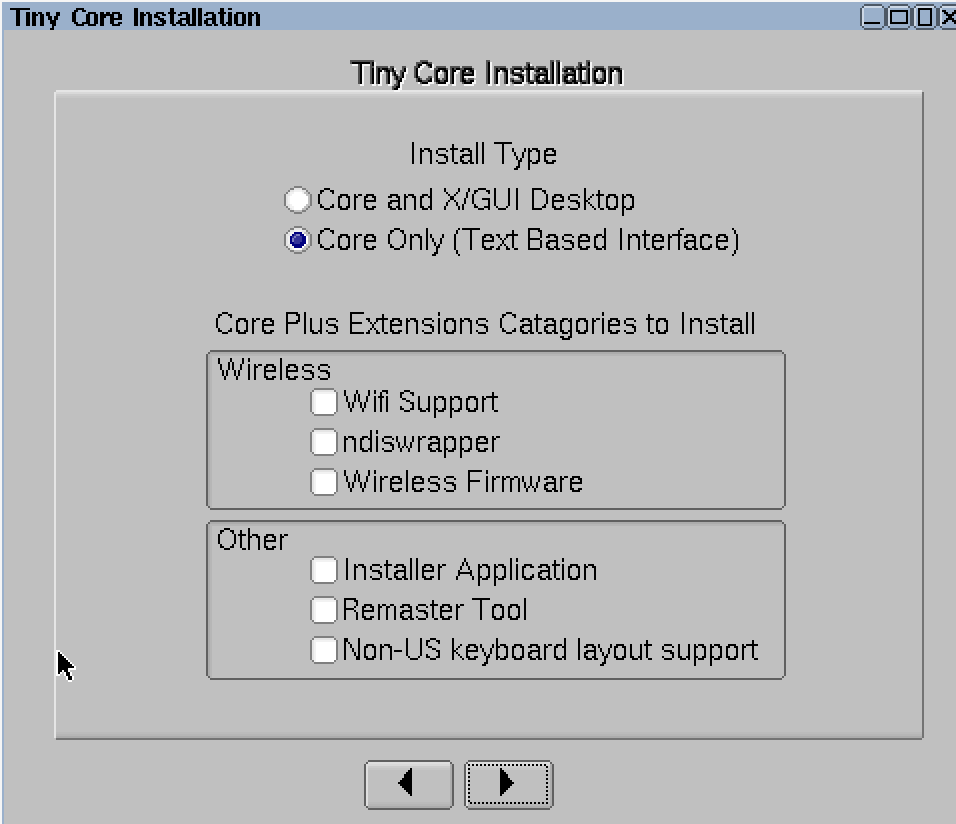 Tiny Core Installation
Tiny Core Installation
Install Type
Core and X/GUI Desktop
Core Only (Text Based Interface)
Core Plus Extensions Catagories to Install
Wireless
Wifi Support
ndiswrapper
Wireless Firmware
Other
Installer Application
Remaster Tool
Non-US keyboard layout support